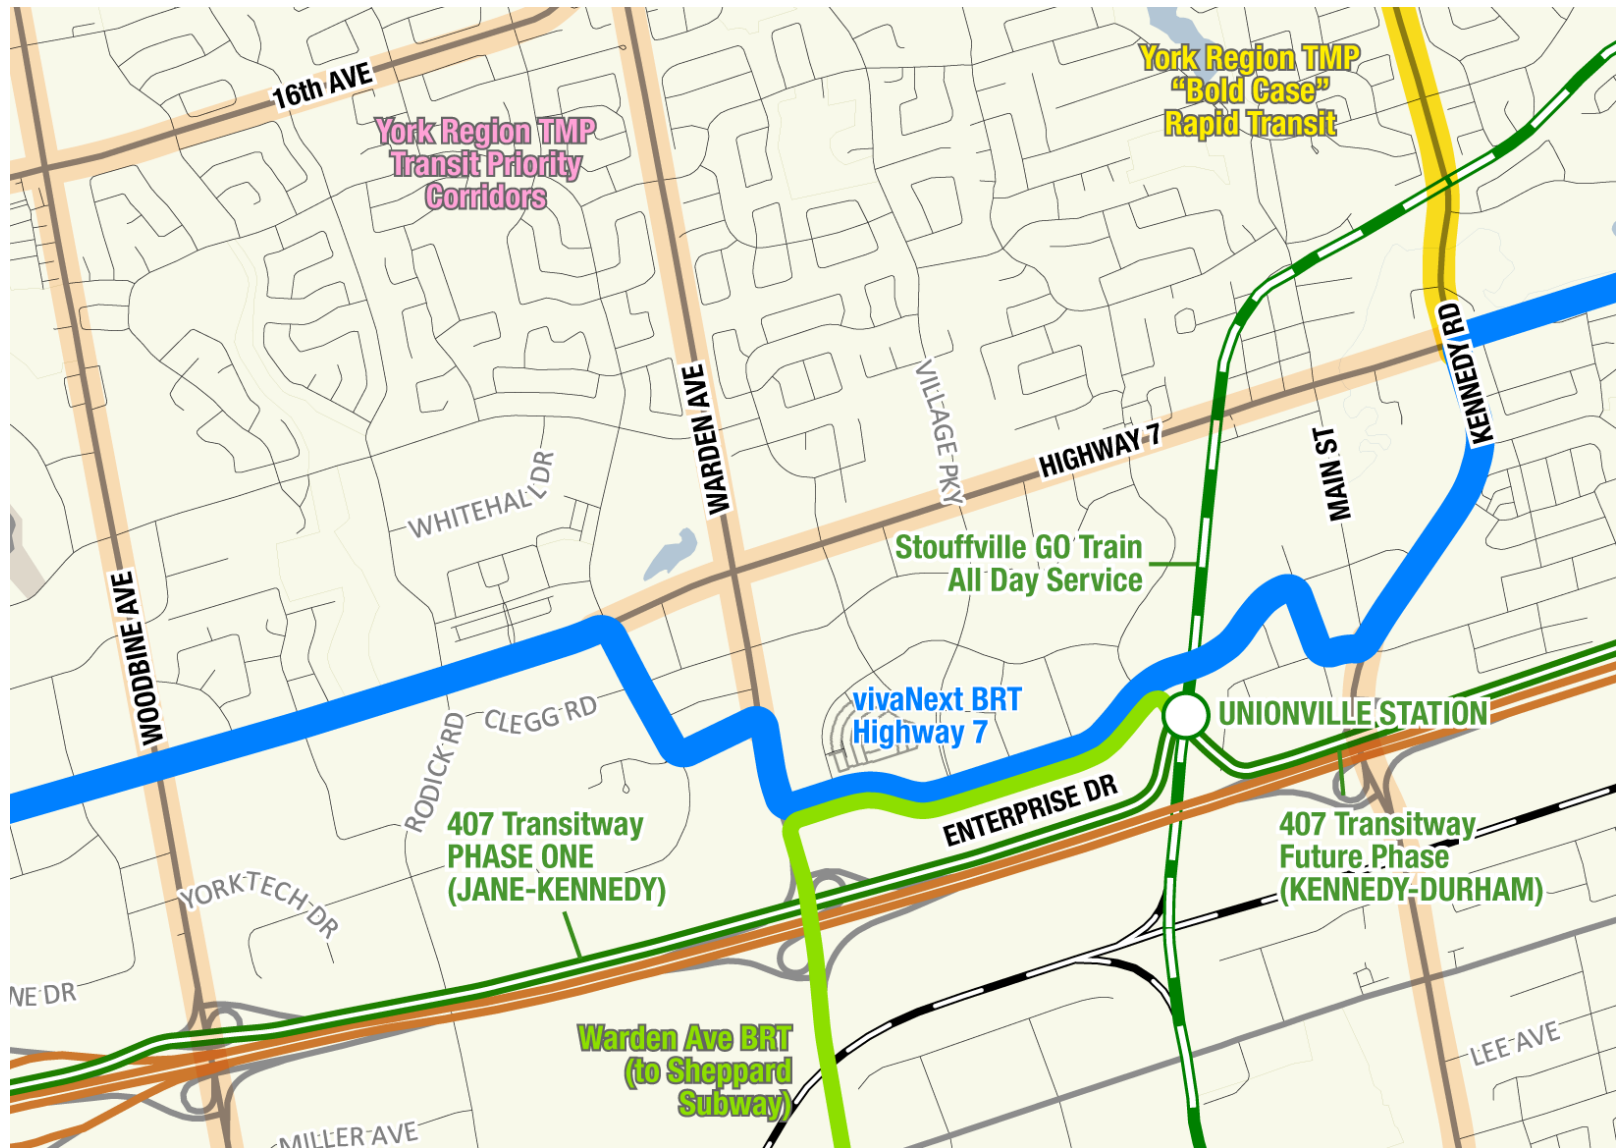 16th AVE
York Region TMP
Transit Priority
Corridors
York Region TMP
“Bold Case”
Rapid Transit
WARDEN AVE
VILLAGE PKY
HIGHWAY 7
KENNEDY RD
MAIN ST
WHITEHALL DR
Stouffville GO Train
All Day Service
WOODBINE AVE
CLEGG RD
RODICK RD
vivaNext BRT
Highway 7
UNIONVILLE STATION
ENTERPRISE DR
407 Transitway
PHASE ONE
(JANE-KENNEDY)
407 Transitway
Future Phase
(KENNEDY-DURHAM)
YORKTECH DR
WE DR
Warden Ave BRT
(to Sheppard
Subway)
LEE AVE
MILLER AVE